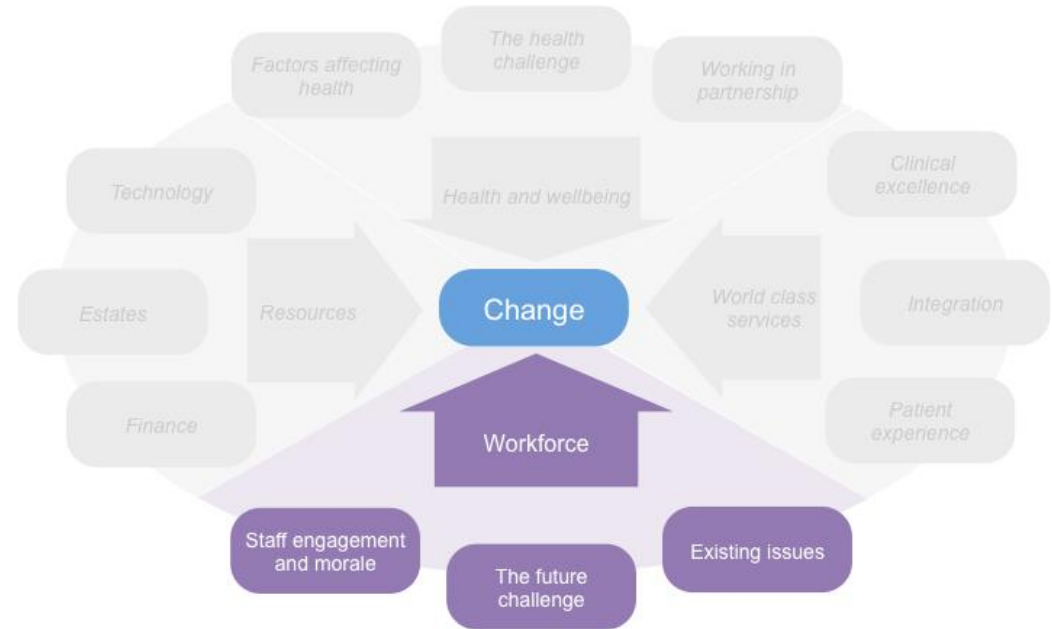 The health
challenge
Factors affecting
health
Working in
partnership
Technology
Health and wellbeing
Clinical
excellence
Estates
Resources
Change
World class
services
Integration
Finance
Workforce
Patient
experience
Staff engagement
and morale
The future
challenge
Existing issues